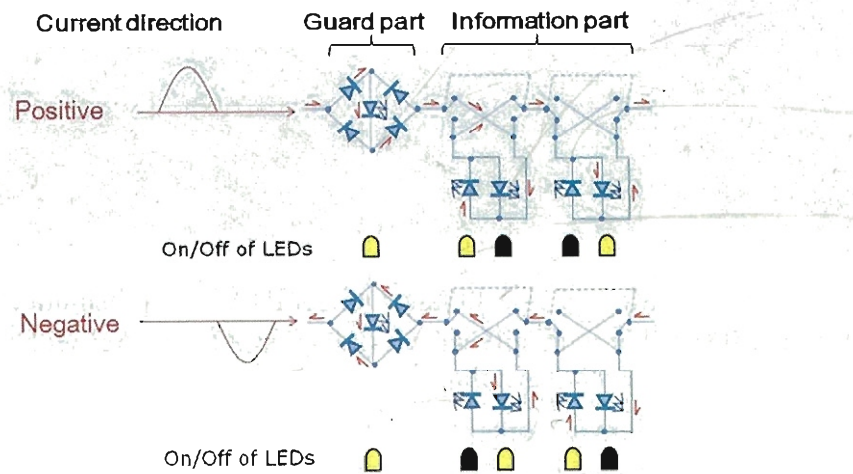 Current direction
Guard part
Information part
Positive
On/Off of LEDs
Negative
On/Off of LEDs